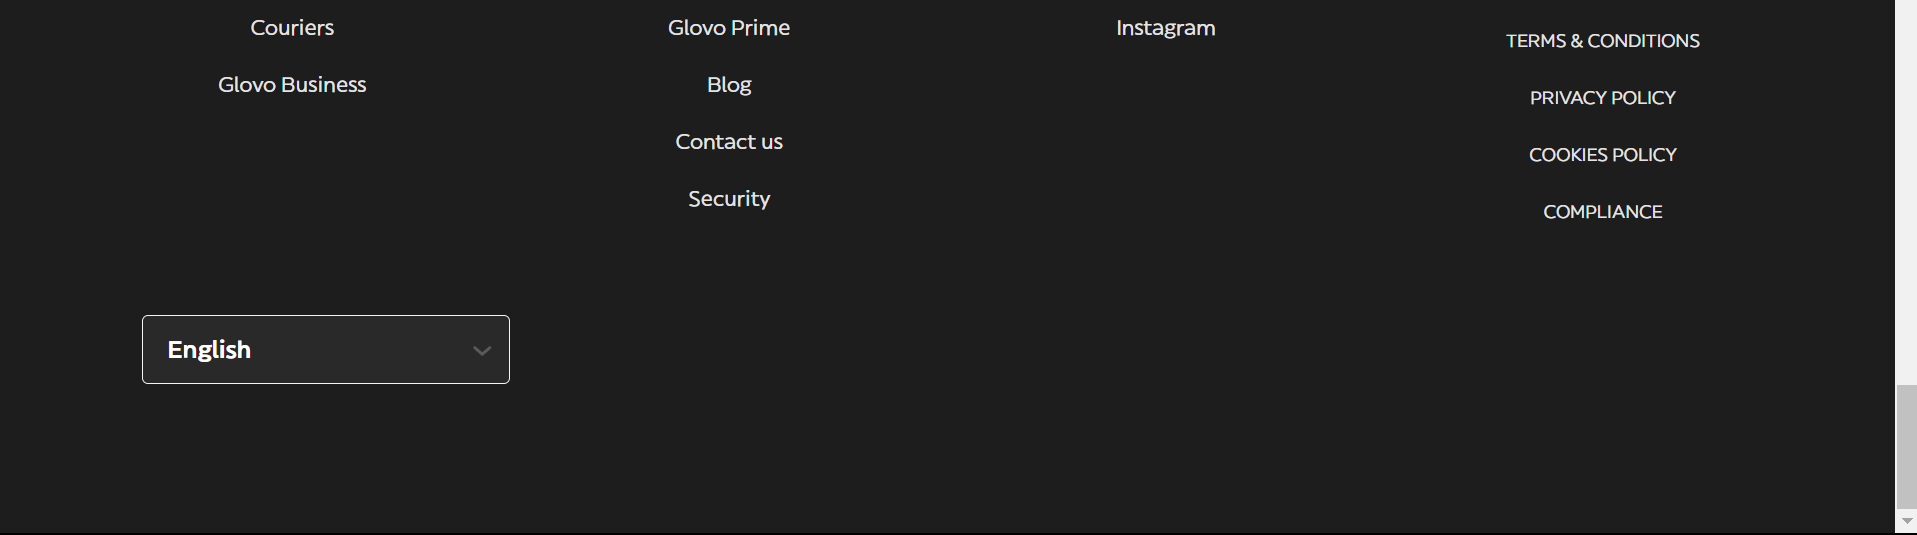 Couriers
Glovo Business
Glovo Prime
Blog
Contact us
Security
Instagram
TERMS & CONDITIONS
PRIVACY POLICY
COOKIES POLICY
COMPLIANCE
English